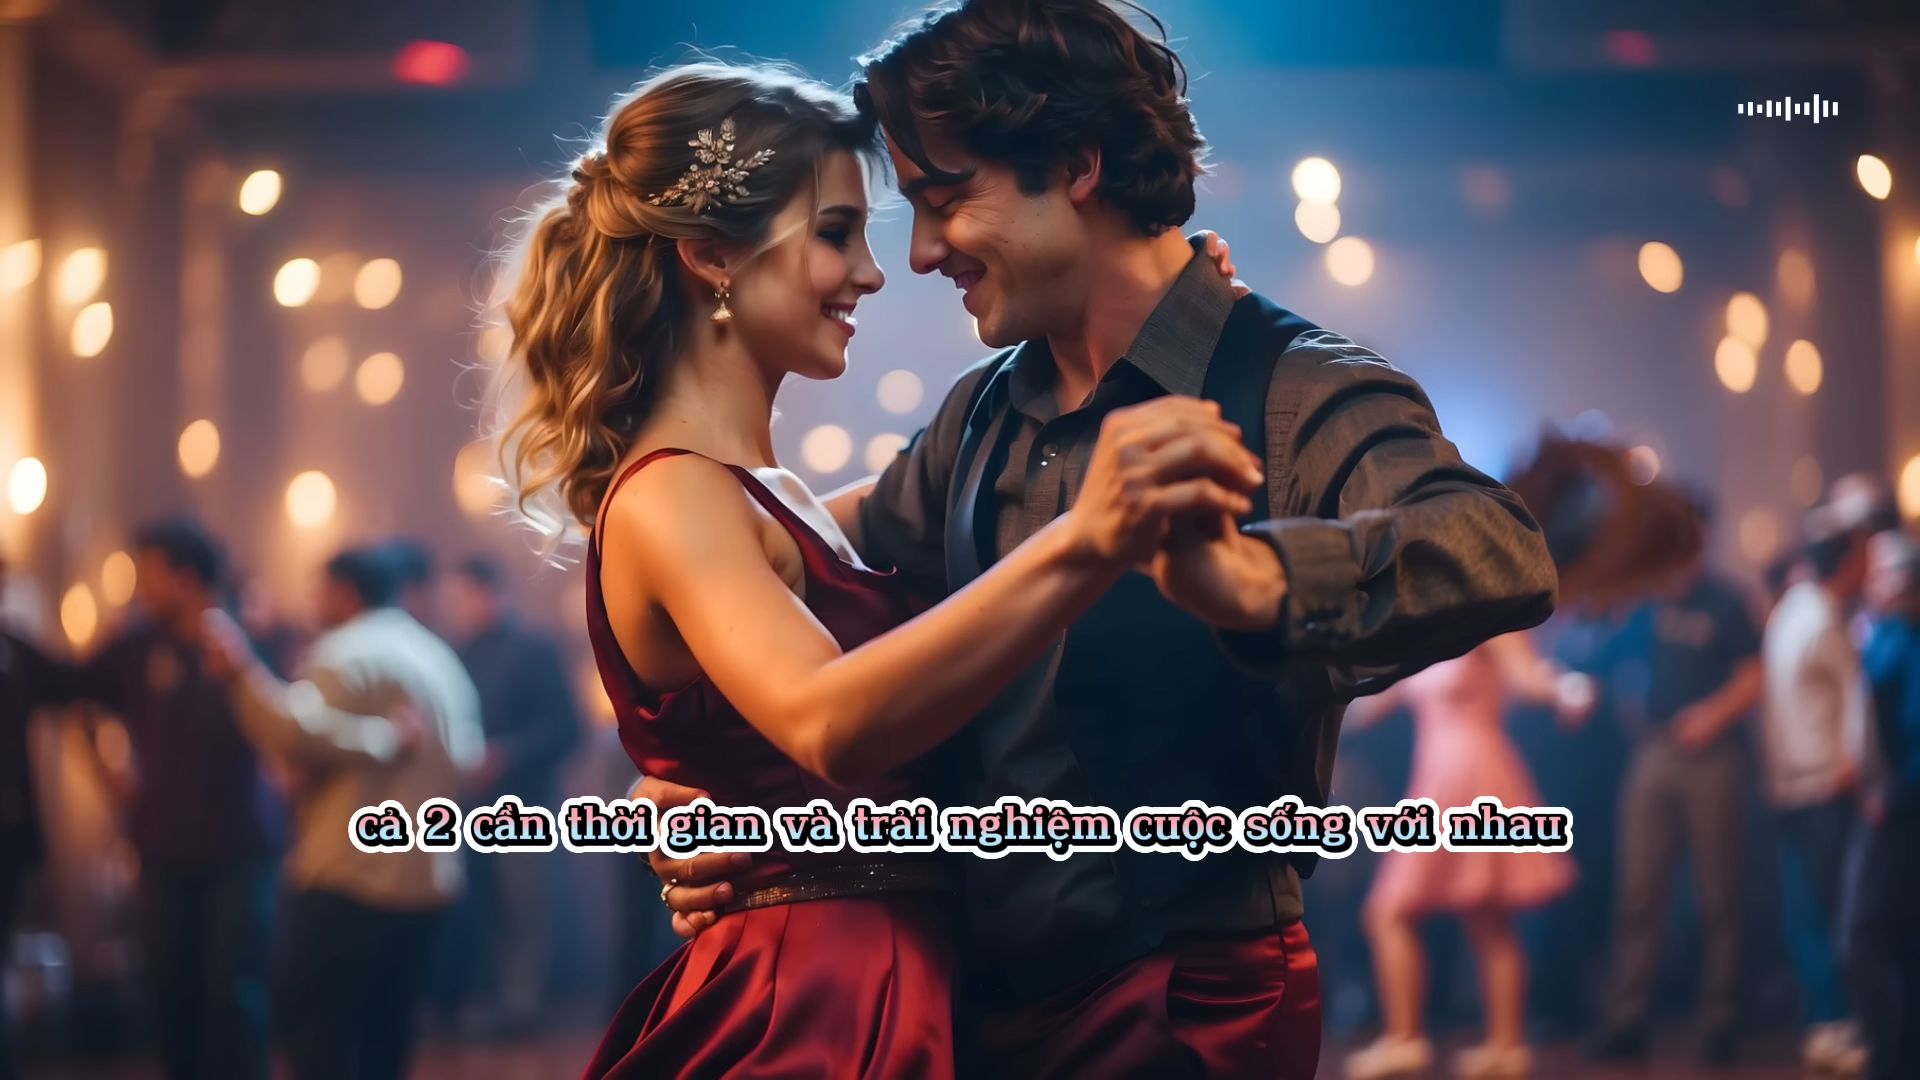 cả 2 cần thời gian và trải nghiệm cuộc sống với nhau